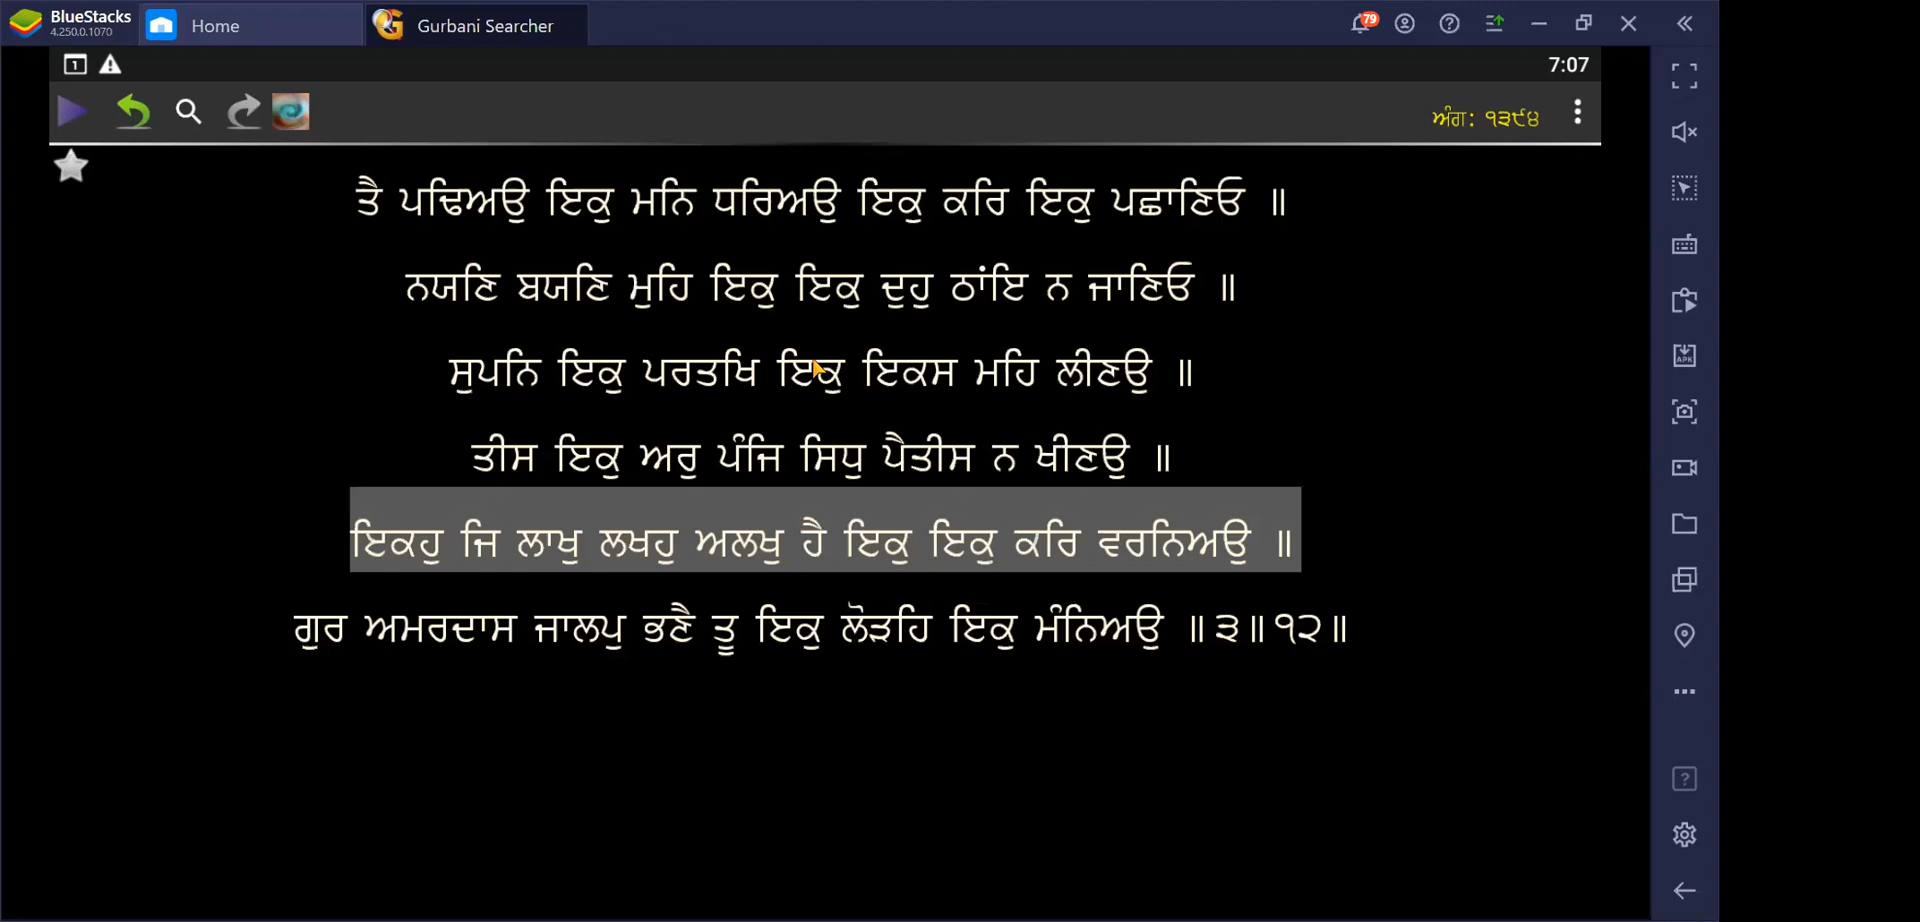 BlueStacks
4.250.0.1070
Home
Gurbani Searcher
79
1
7:07
ਅੰਗ: ੧੩੯੪
ਤੈ ਪਢਿਅਉ ਇਕੁ ਮਨਿ ਧਰਿਅਉ ਇਕੁ ਕਰਿ ਇਕੁ ਪਛਾਣਿਓ ॥
ਨਯਣਿ ਬਯਣਿ ਮੁਹਿ ਇਕੁ ਇਕੁ ਦੁਹੁ ਠਾਂਇ ਨ ਜਾਣਿਓ ॥
ਸੁਪਨਿ ਇਕੁ ਪਰਤਖਿ ਇਕੁ ਇਕਸ ਮਹਿ ਲੀਣਉ ॥
ਤੀਸ ਇਕੁ ਅਰੁ ਪੰਜਿ ਸਿਧੁ ਪੈਤੀਸ ਨ ਖੀਣਉ ॥
ਇਕਹੁ ਜਿ ਲਾਖੁ ਲਖਹੁ ਅਲਖੁ ਹੈ ਇਕੁ ਇਕੁ ਕਰਿ ਵਰਨਿਅਉ ॥
ਗੁਰ ਅਮਰਦਾਸ ਜਾਲਪੁ ਭਣੈ ਤੂ ਇਕੁ ਲੋੜਹਿ ਇਕੁ ਮੰਨਿਅਉ ॥੩॥੧੨॥
APK